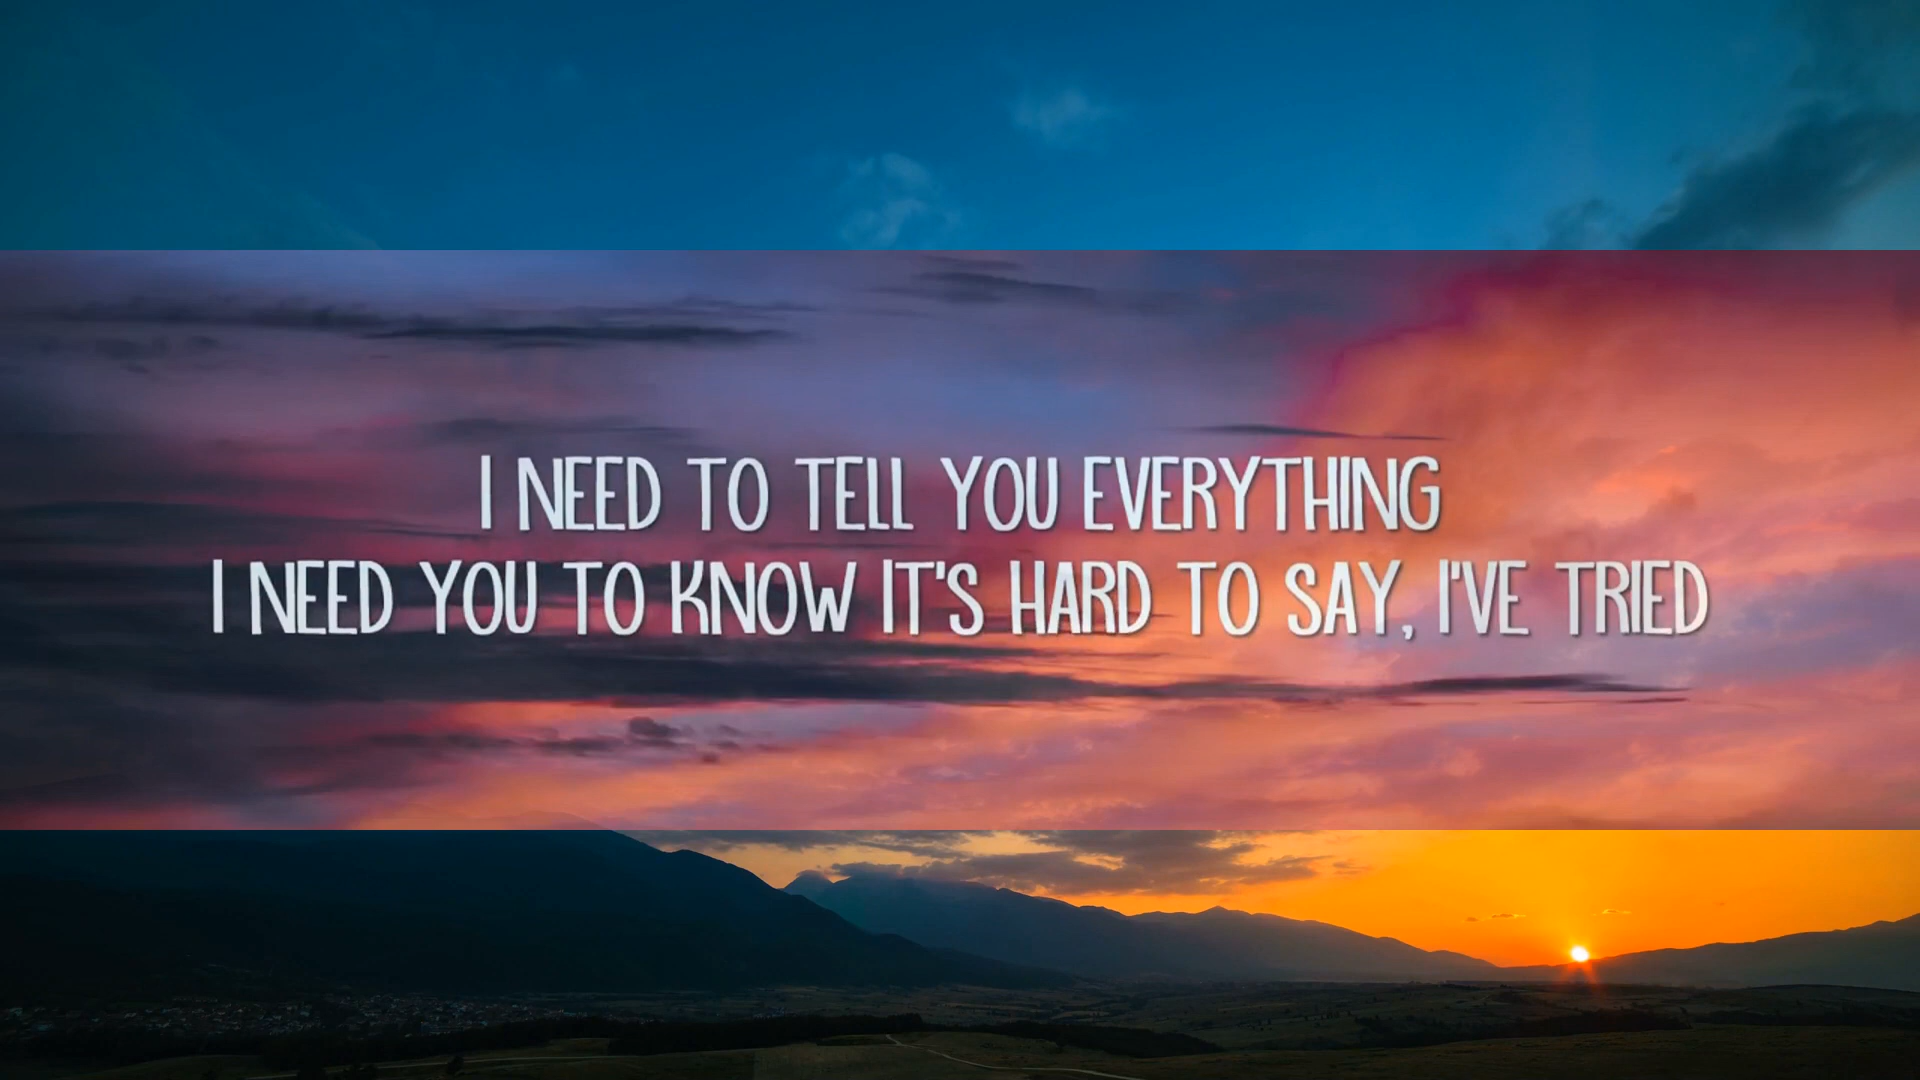 I NEED TO TELL YOU EVERYTHING
I NEED YOU TO KNOW IT'S HARD TO SAY, I'VE TRIED